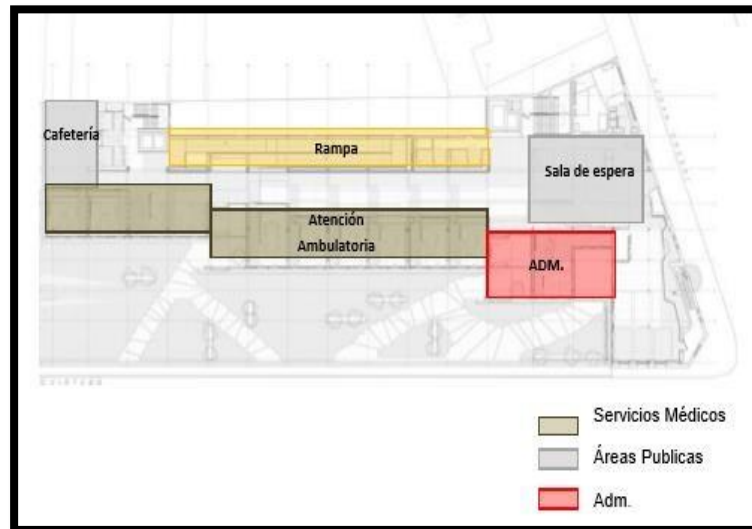 Cafetería
Rampa
Sala de espera
Atención
Ambulatoria
ADM.
Servicios Médicos
Áreas Publicas
Adm.